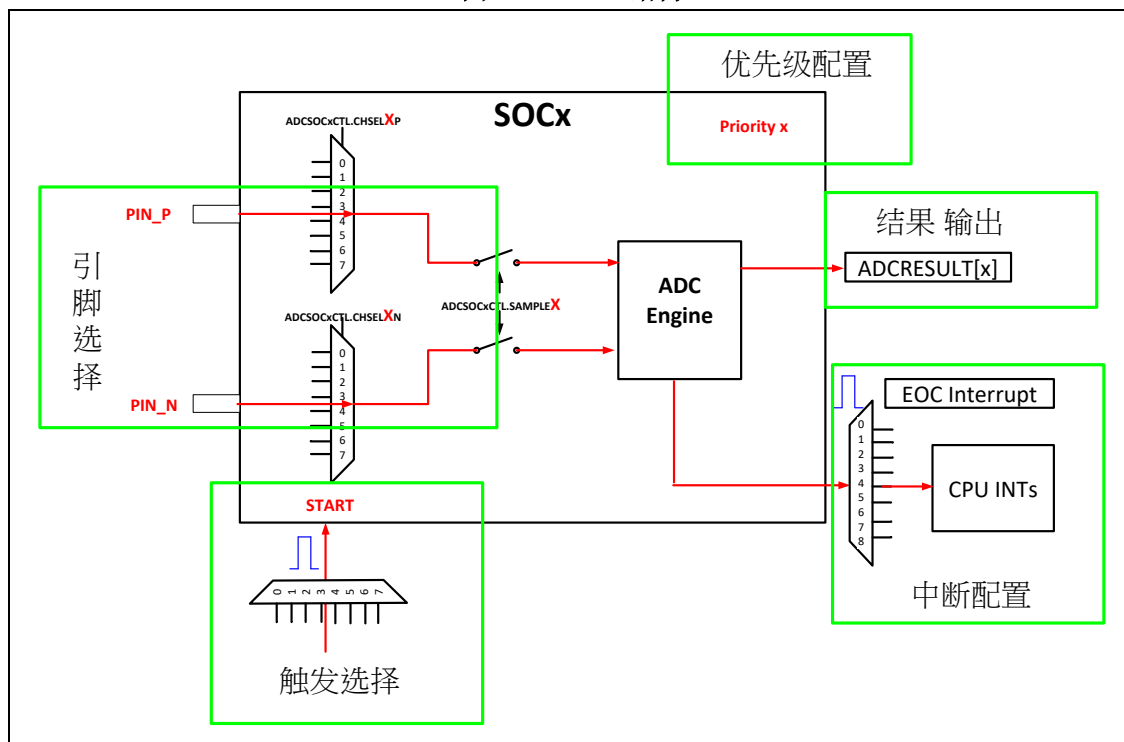 优先级配置
SOCx
Priority x
ADCSOCxCTL.CHSELXP
0
1
2
3
4
5
6
7
PIN_P
引
脚
选
择
ADCSOCxCTL.SAMPLEX
ADC
Engine
结果 输出
ADCRESULT[x]
ADCSOCxCTL.CHSELXN
0
1
2
3
4
5
6
7
PIN_N
EOC Interrupt
0
1
2
3
4
5
6
7
8
CPU INTs
中断配置
START
0 1 2 3 4 5 6 7
触发选择